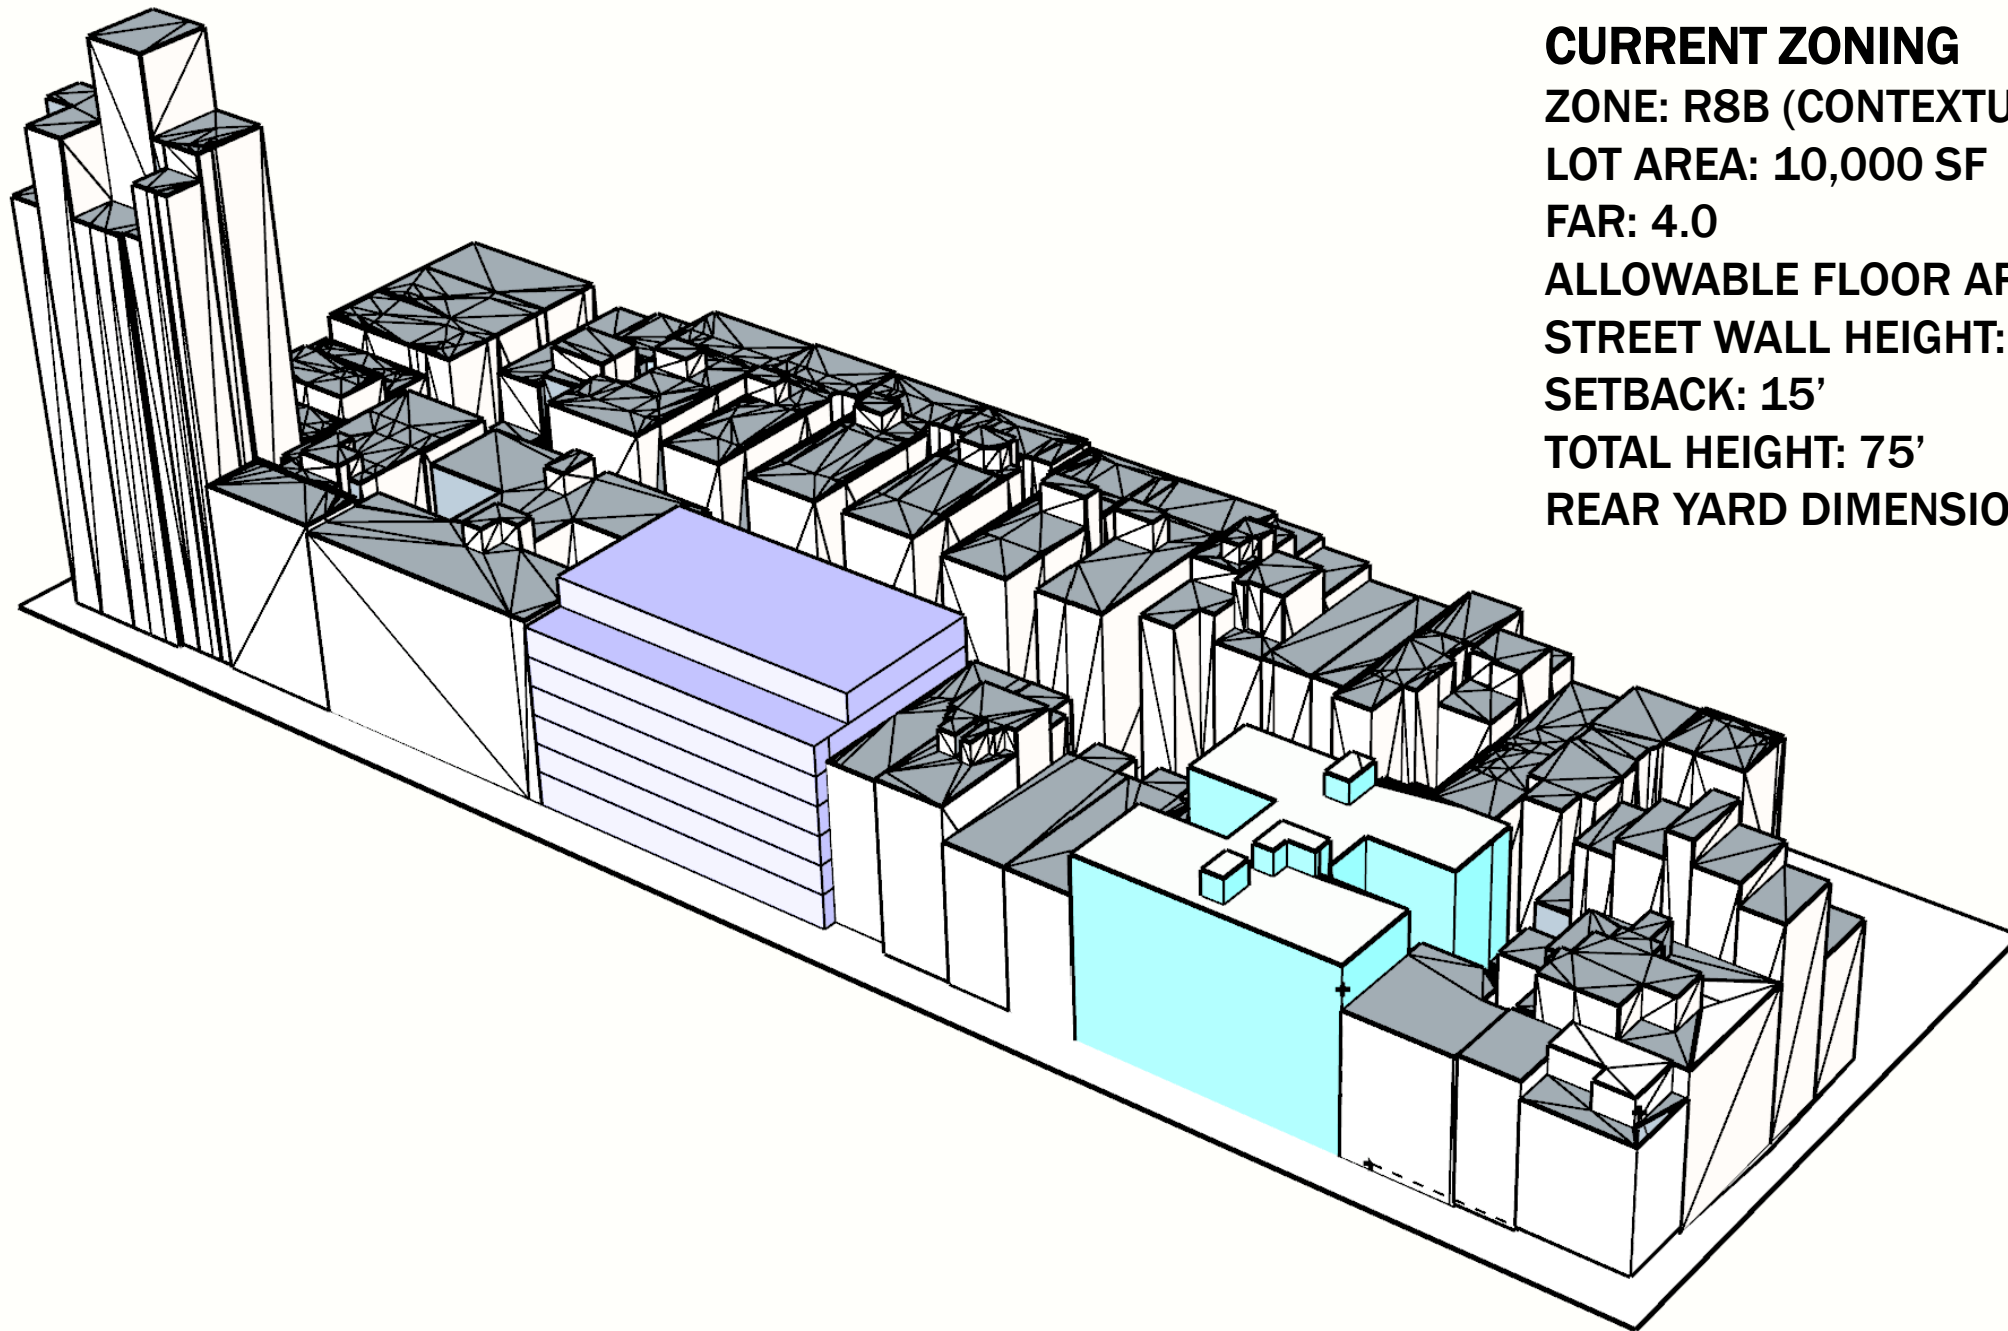 CURRENT ZONING
ZONE: R8B (CONTEXTU
LOT AREA: 10,000 SF
FAR: 4.0
ALLOWABLE FLOOR AR
STREET WALL HEIGHT:
SETBACK: 15’
TOTAL HEIGHT: 75’
REAR YARD DIMENSIO